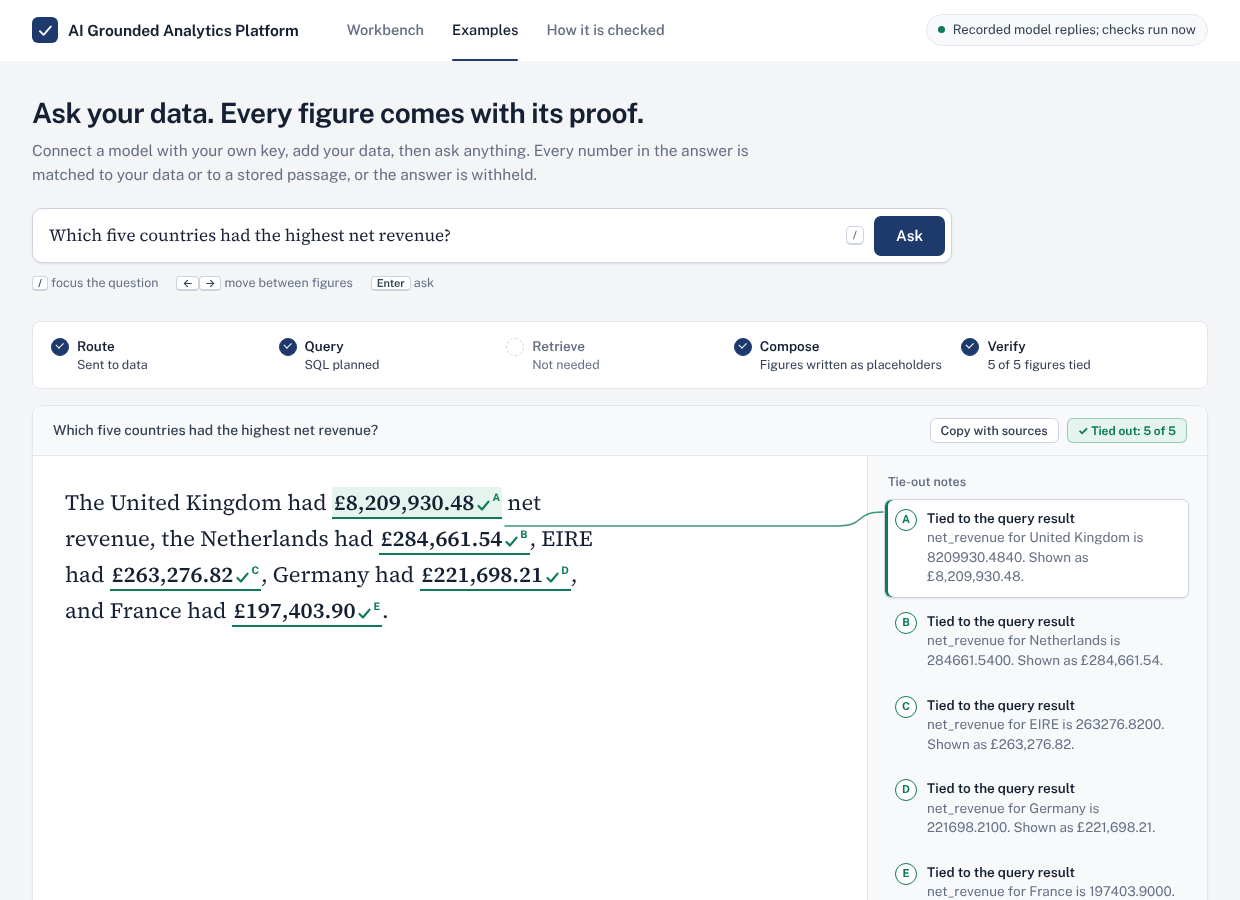 AI Grounded Analytics Platform
Workbench
Examples
How it is checked
Recorded model replies; checks run now
Ask your data. Every figure comes with its proof.
Connect a model with your own key, add your data, then ask anything. Every number in the answer is
matched to your data or to a stored passage, or the answer is withheld.
Which five countries had the highest net revenue?
/
Ask
/ focus the question
← → move between figures
Enter ask
Route
Sent to data
Query
SQL planned
Retrieve
Not needed
Compose
Figures written as placeholders
Verify
5 of 5 figures tied
Which five countries had the highest net revenue?
Copy with sources
✓ Tied out: 5 of 5
The United Kingdom had £8,209,930.48 ✓ A net
revenue, the Netherlands had £284,661.54 ✓ B, EIRE
had £263,276.82 ✓ C, Germany had £221,698.21 ✓ D,
and France had £197,403.90 ✓ E.
Tie-out notes
A
Tied to the query result
net_revenue for United Kingdom is
8209930.4840. Shown as
£8,209,930.48.
B
Tied to the query result
net_revenue for Netherlands is
284661.5400. Shown as £284,661.54.
C
Tied to the query result
net_revenue for EIRE is 263276.8200.
Shown as £263,276.82.
D
Tied to the query result
net_revenue for Germany is
221698.2100. Shown as £221,698.21.
E
Tied to the query result
net_revenue for France is 197403.9000.